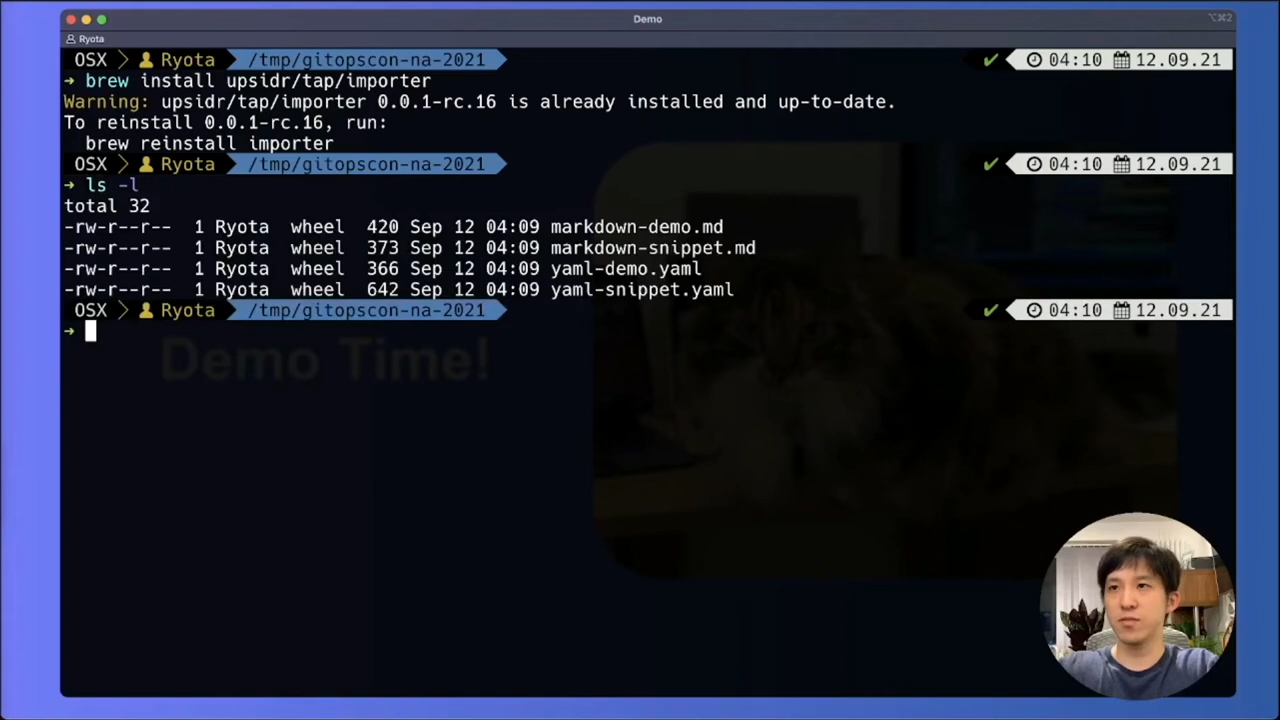 Demo
⌥⌘2
Ryota
OSX Ryota /tmp/gitopscon-na-2021 ✔ 04:10 12.09.21
→ brew install upsidr/tap/importer
Warning: upsidr/tap/importer 0.0.1-rc.16 is already installed and up-to-date.
To reinstall 0.0.1-rc.16, run:
brew reinstall importer
OSX Ryota /tmp/gitopscon-na-2021 ✔ 04:10 12.09.21
→ ls -l
total 32
-rw-r--r-- 1 Ryota wheel 420 Sep 12 04:09 markdown-demo.md
-rw-r--r-- 1 Ryota wheel 373 Sep 12 04:09 markdown-snippet.md
-rw-r--r-- 1 Ryota wheel 366 Sep 12 04:09 yaml-demo.yaml
-rw-r--r-- 1 Ryota wheel 642 Sep 12 04:09 yaml-snippet.yaml
OSX Ryota /tmp/gitopscon-na-2021 ✔ 04:10 12.09.21
→
Demo Time!